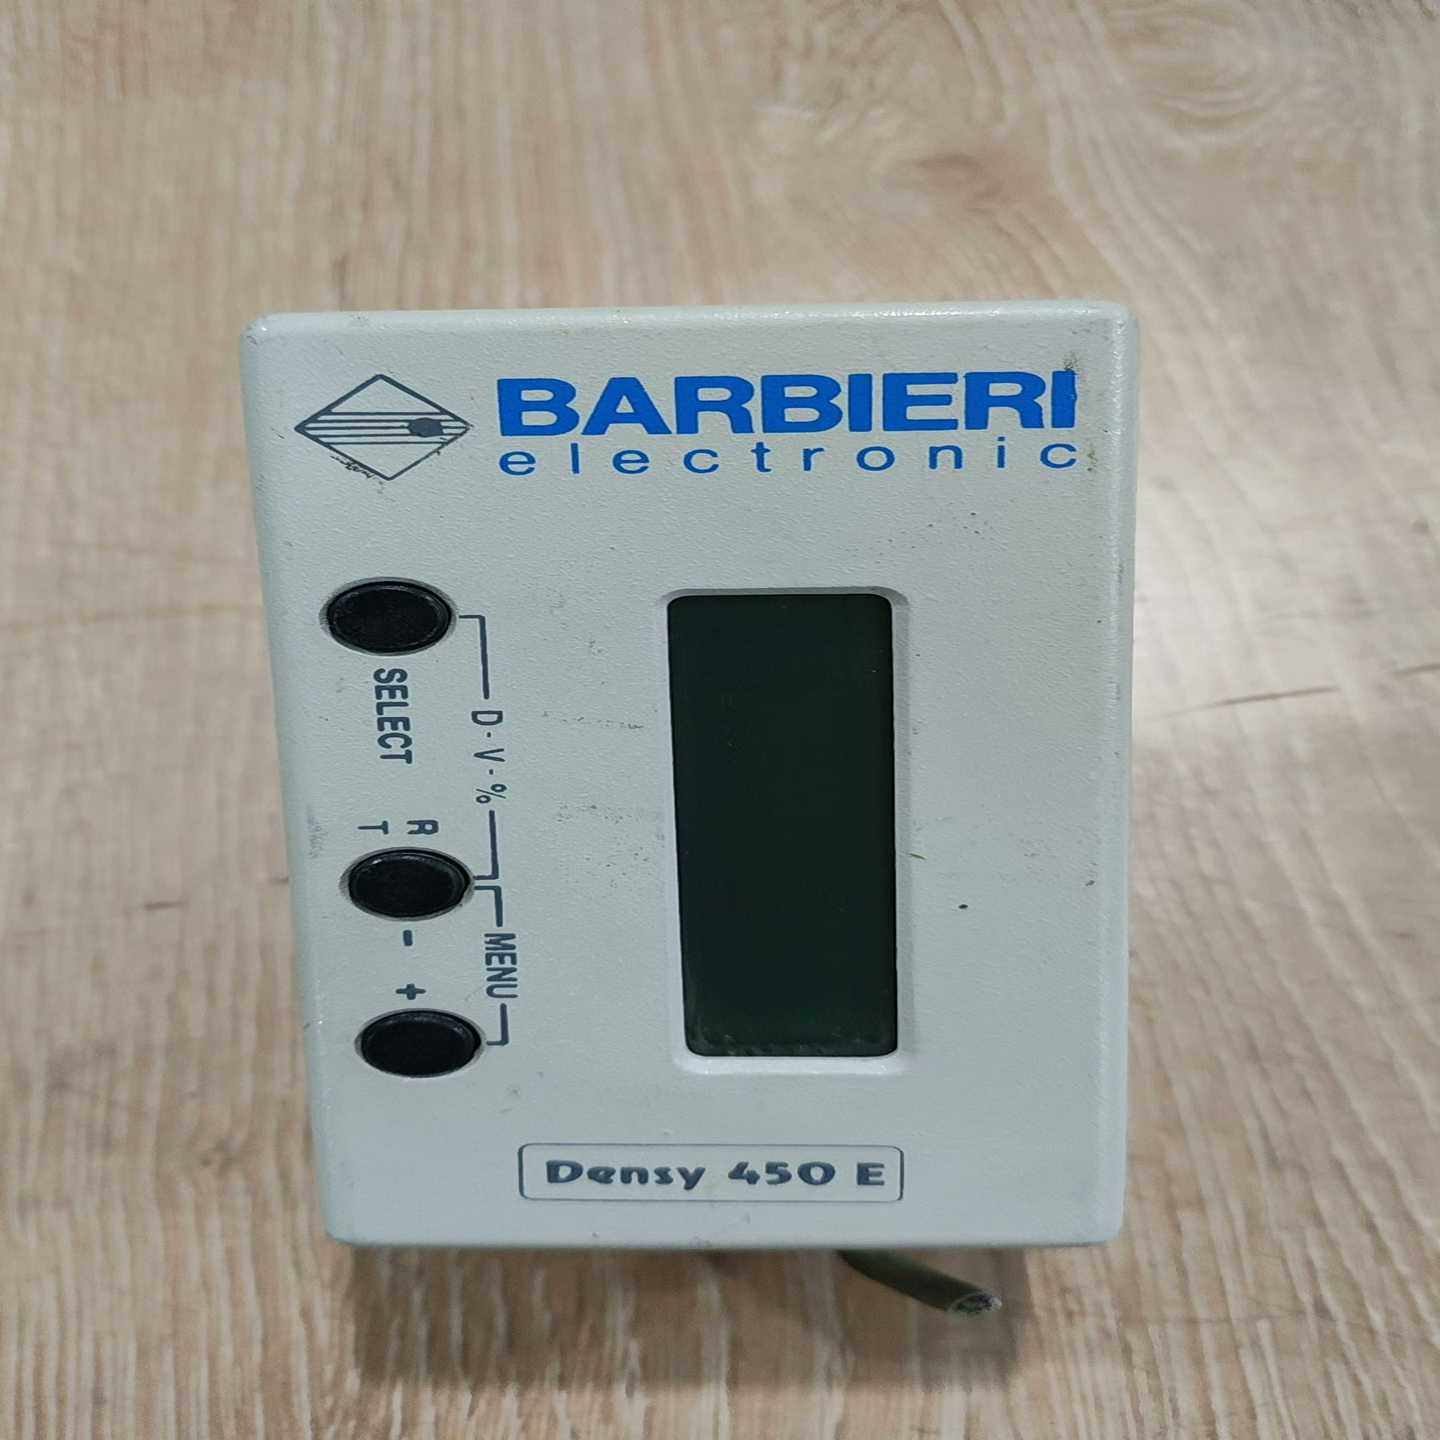 BARBIERI
electronic
SELECT
D - V - %
R
T
- +
MENU
Densy 450 E